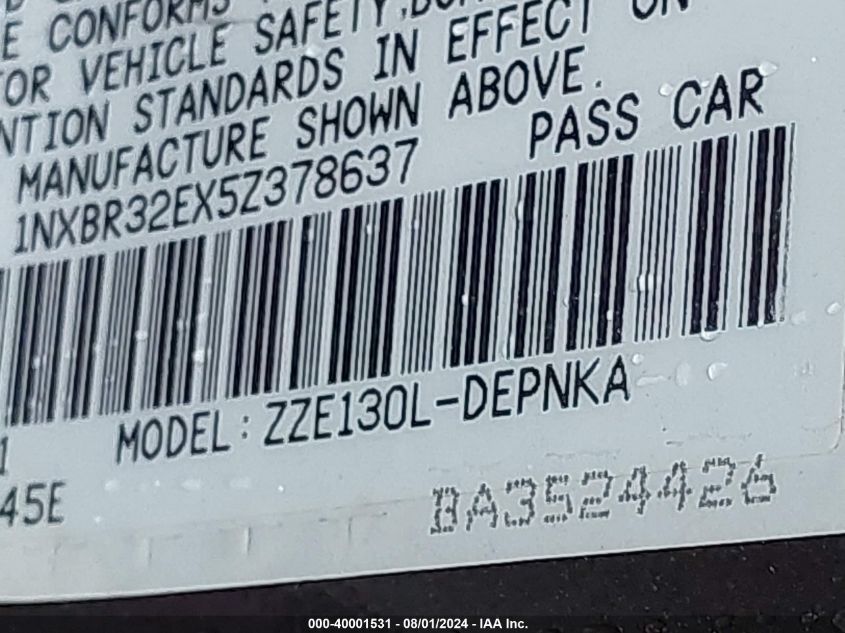 E CONFORMS
OR VEHICLE SAFETY,
NTION STANDARDS IN EFFECT ON
MANUFACTURE SHOWN ABOVE.
1NXBR32EX5Z378637 PASS CAR
MODEL: ZZE130L-DEPNKA
45E
BA3524426
000-40001531 - 08/01/2024 - IAA Inc.